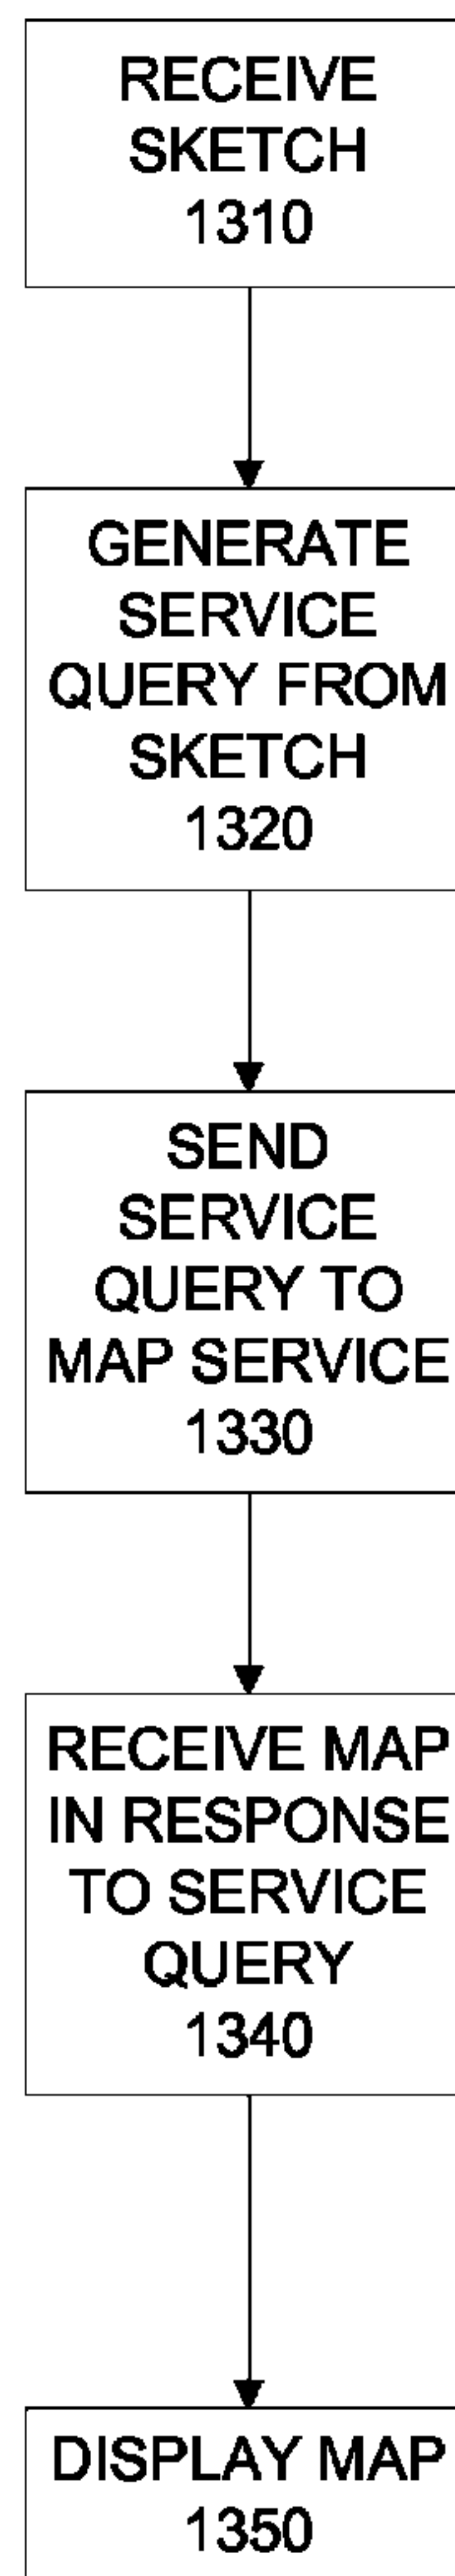 RECEIVE
SKETCH
1310
GENERATE
SERVICE
QUERY FROM
SKETCH
1320
SEND
SERVICE
QUERY TO
MAP SERVICE
1330
RECEIVE MAP
IN RESPONSE
TO SERVICE
QUERY
1340
DISPLAY MAP
1350